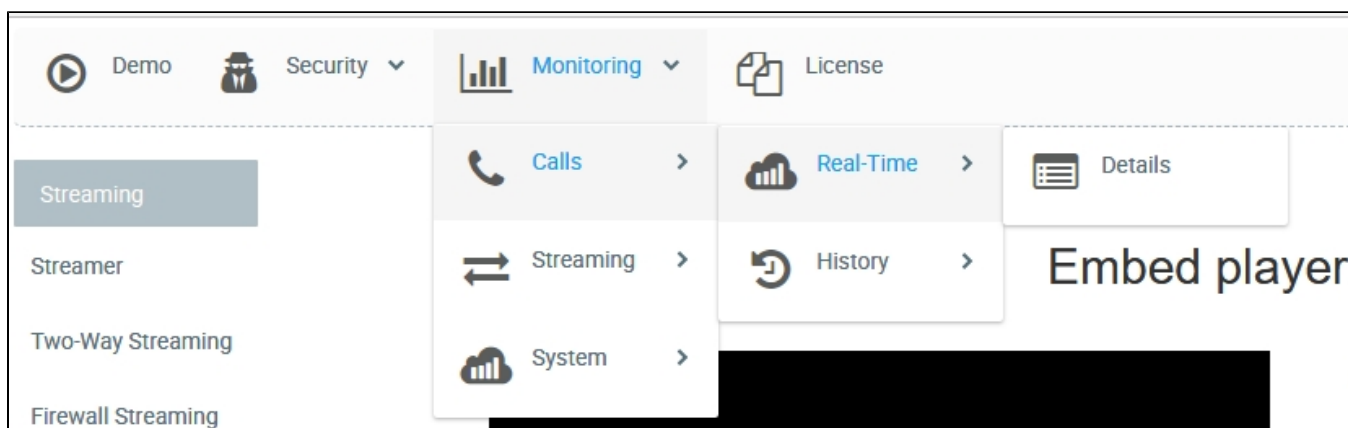 Demo
Security
Monitoring
License
Calls
Real-Time
Details
Streaming
Streaming
History
Streamer
Embed player
Two-Way Streaming
System
Firewall Streaming